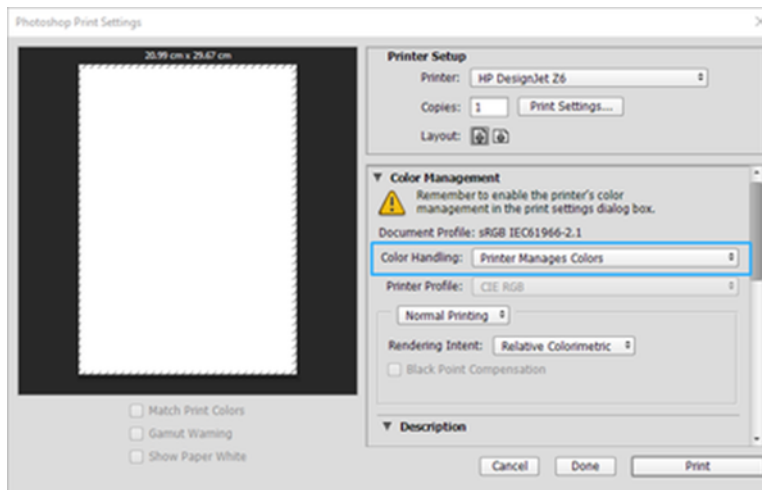 Photoshop Print Settings
20.99 cm x 29.67 cm
Match Print Colors
Gamut Warning
Show Paper White
Printer Setup
Printer: HP DesignJet Z6
Copies: 1 Print Settings...
Layout:
Color Management
Remember to enable the printer's color
management in the print settings dialog box.
Document Profile: sRGB IEC61966-2.1
Color Handling: Printer Manages Colors
Printer Profile: CIE RGB
Normal Printing
Rendering Intent: Relative Colorimetric
Black Point Compensation
Description
Cancel Done Print